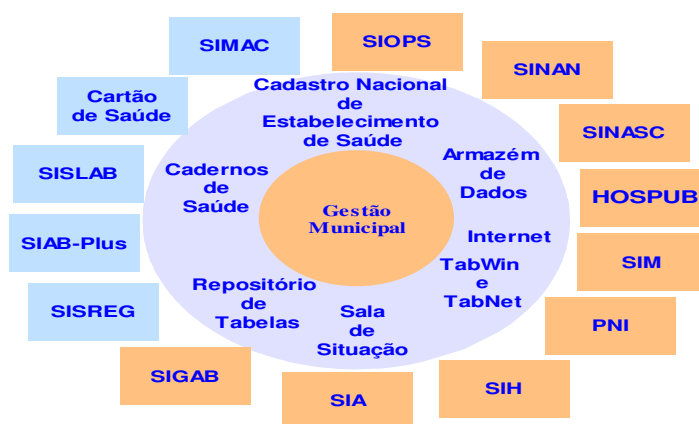 SIMAC
SIOPS
SINAN
Cartão
de Saúde
Cadastro Nacional
de
Estabelecimento
de Saúde
SINASC
SISLAB
Cadernos
de
Saúde
Armazém
de
Dados
HOSPUB
Gestão
Municipal
SIAB-Plus
Internet
SIM
TabWin
e
TabNet
SISREG
Repositório
de
Tabelas
Sala
de
Situação
PNI
SIGAB
SIA
SIH